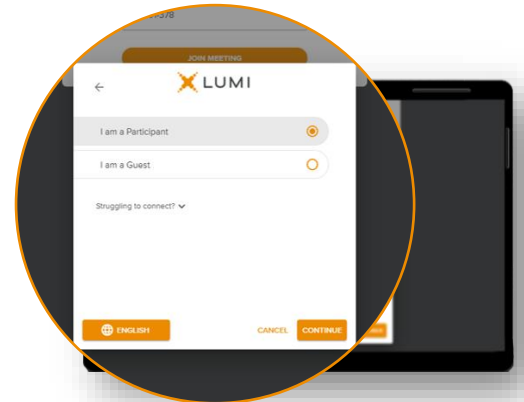 JOIN MEETING
LUMI
I am a Participant
I am a Guest
Struggling to connect?
ENGLISH
CANCEL
CONTINUE